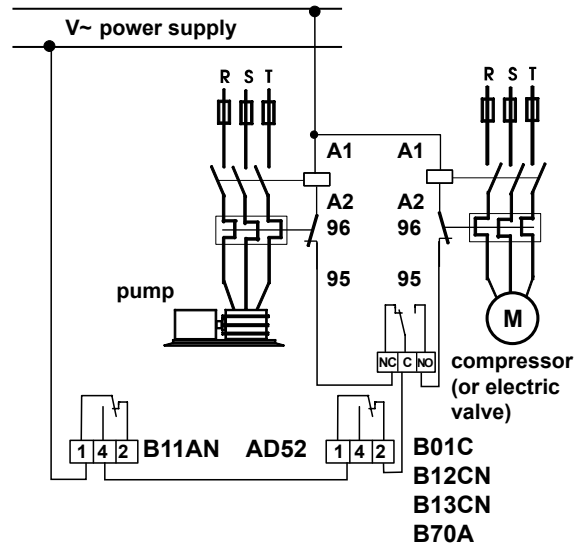 V~ power supply
R S T
R S T
A1
A1
A2
A2
96
96
95
95
pump
M
NC C NO
compressor
(or electric
valve)
1 4 2
B11AN
AD52
1 4 2
B01C
B12CN
B13CN
B70A